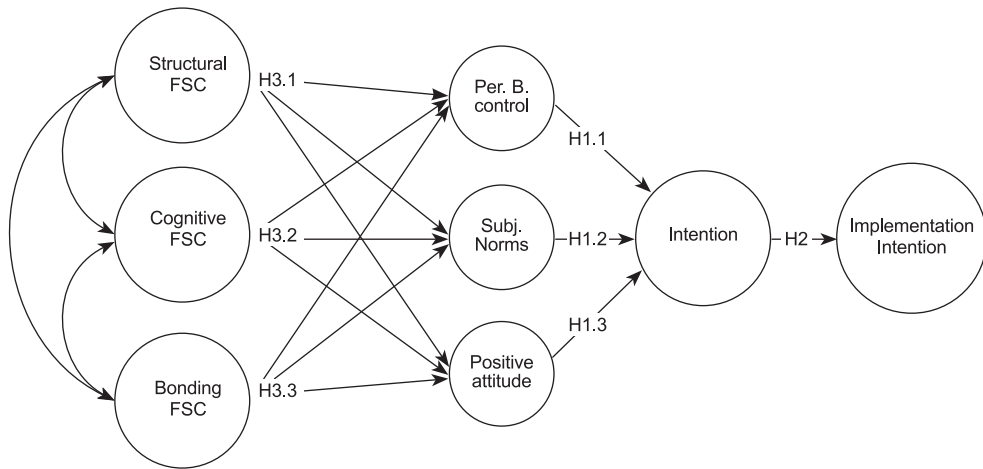 Structural
FSC
H3.1
Per. B.
control
H1.1
Cognitive
FSC
H3.2
Subj.
Norms
H1.2
Intention
H2
Implementation
Intention
H1.3
Bonding
FSC
H3.3
Positive
attitude